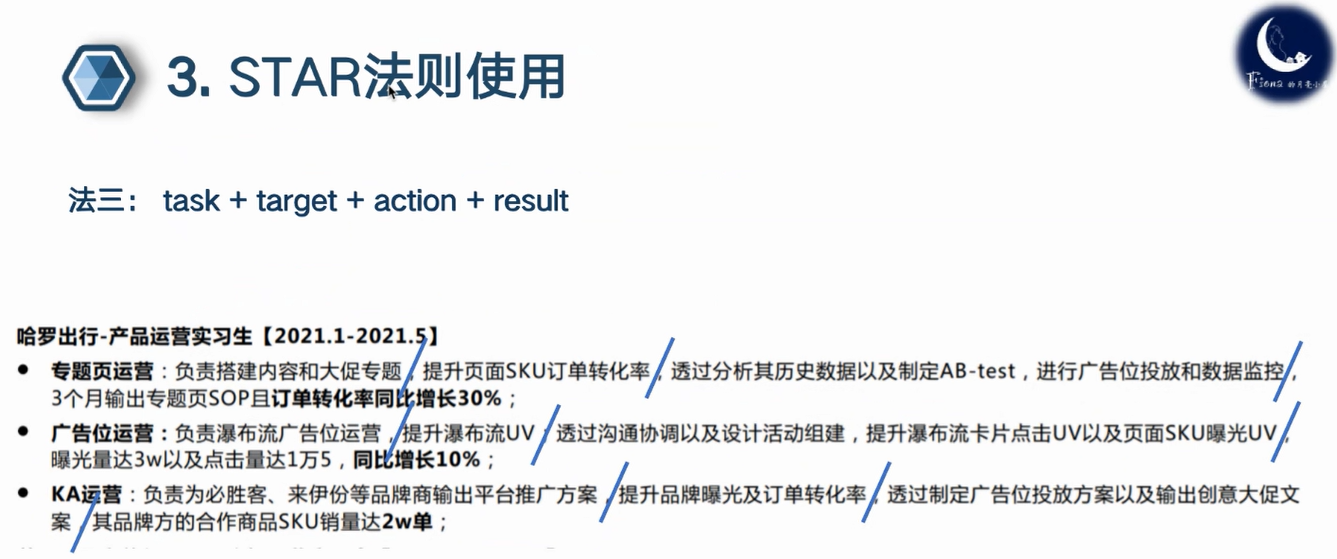 3. STAR法则使用
法三： task + target + action + result
哈罗出行-产品运营实习生【2021.1-2021.5】
● 专题页运营：负责搭建内容和大促专题，提升页面SKU订单转化率，透过分析其历史数据以及制定AB-test，进行广告位投放和数据监控，
3个月输出专题页SOP且订单转化率同比增长30%；
● 广告位运营：负责瀑布流广告位运营，提升瀑布流UV，透过沟通协调以及设计活动组建，提升瀑布流卡片点击UV以及页面SKU曝光UV，
曝光量达3w以及点击量达1万5，同比增长10%；
● KA运营：负责为必胜客、来伊份等品牌商输出平台推广方案，提升品牌曝光及订单转化率，透过制定广告位投放方案以及输出创意大促文
案，其品牌方的合作商品SKU销量达2w单；